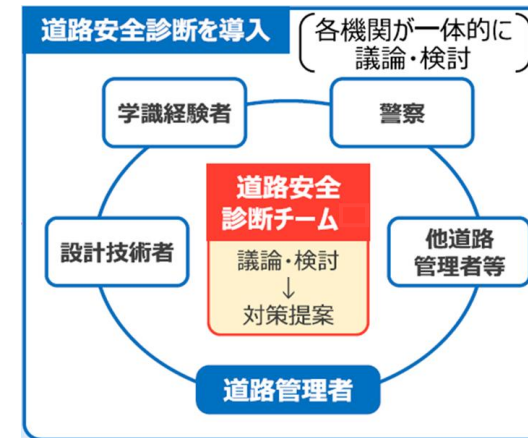 道路安全診断を導入
各機関が一体的に
議論・検討
学識経験者
警察
道路安全
診断チーム
設計技術者
議論・検討
↓
対策提案
他道路
管理者等
道路管理者